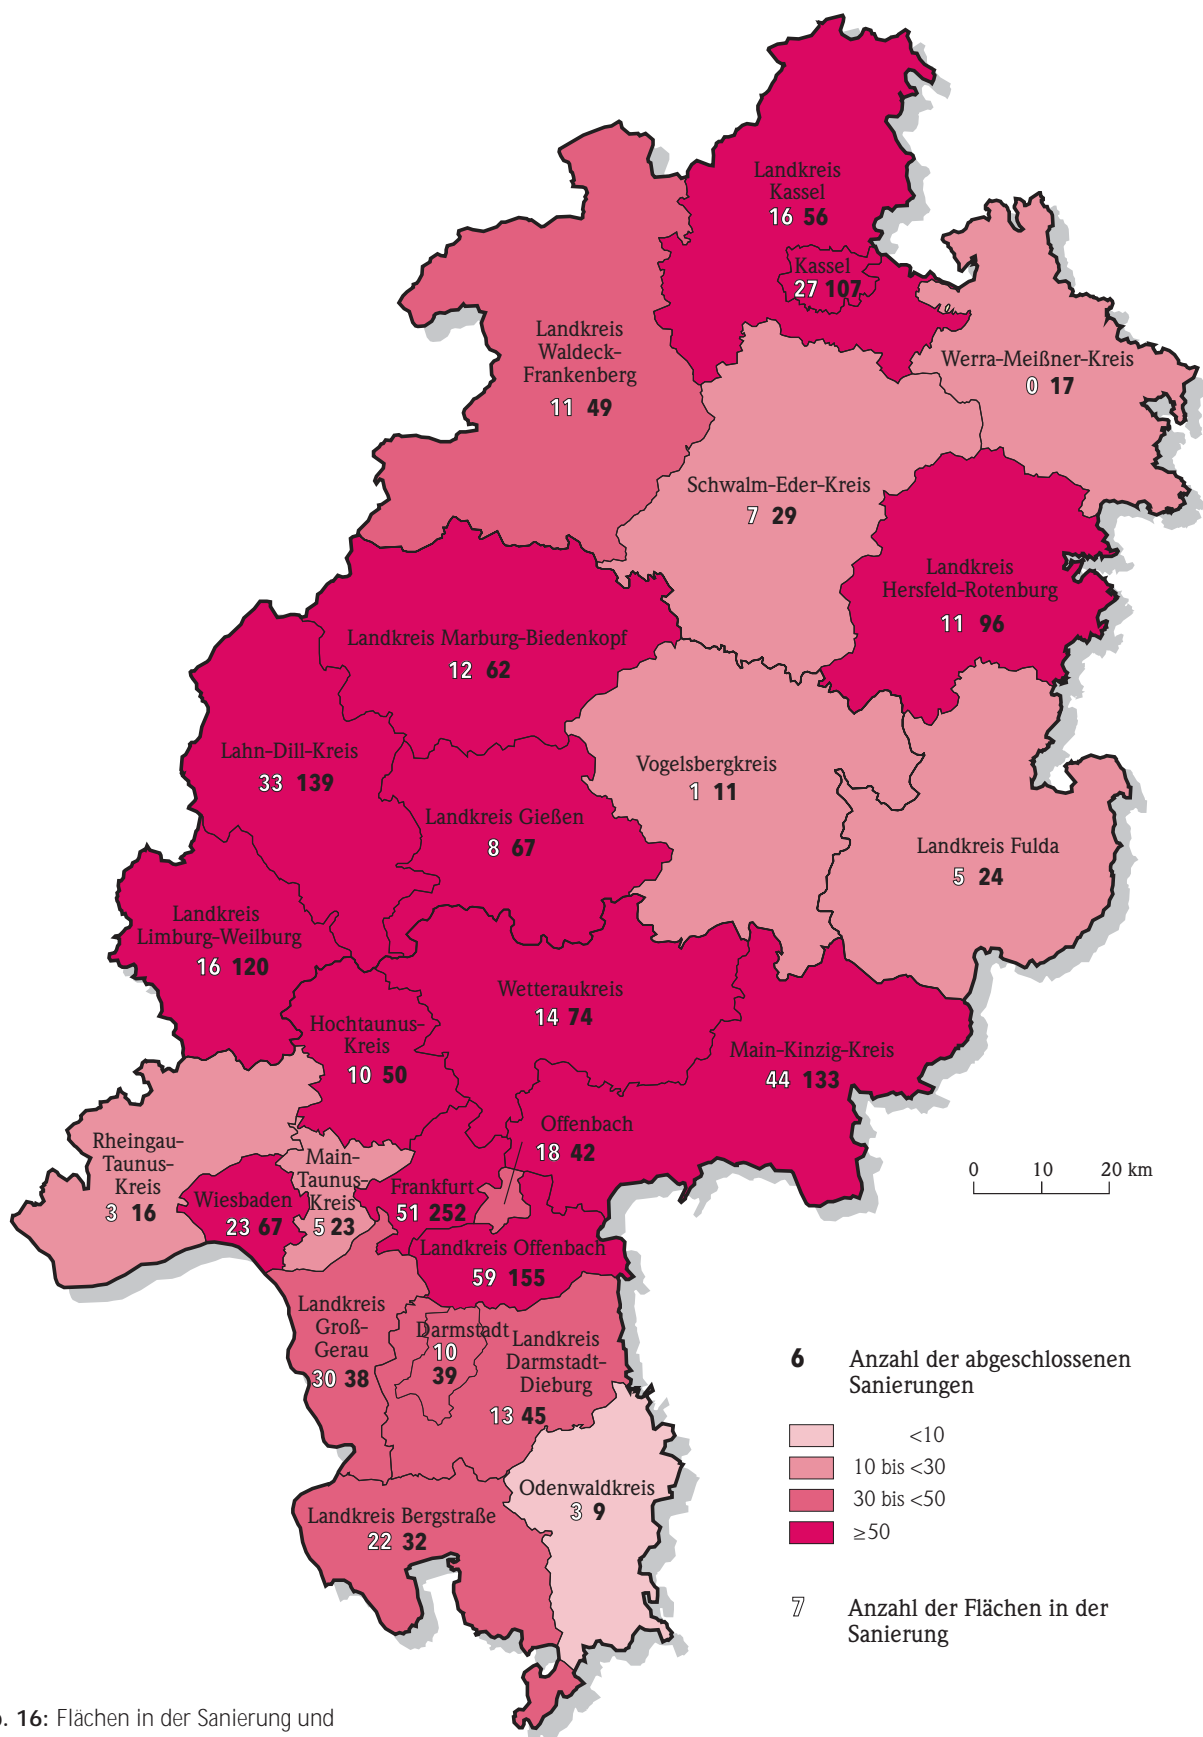 Landkreis
Kassel
16 56
Kassel
27 107
Landkreis
Waldeck-
Frankenberg
11 49
Werra-Meißner-Kreis
0 17
Schwalm-Eder-Kreis
7 29
Landkreis
Hersfeld-Rotenburg
11 96
Landkreis Marburg-Biedenkopf
12 62
Lahn-Dill-Kreis
33 139
Vogelsbergkreis
1 11
Landkreis Gießen
8 67
Landkreis Fulda
5 24
Landkreis
Limburg-Weilburg
16 120
Wetteraukreis
14 74
Hochtaunus-
Kreis
10 50
Main-Kinzig-Kreis
44 133
Offenbach
18 42
Rheingau-
Taunus-
Kreis
3 16
Main-
Taunus-
Kreis
5 23
Wiesbaden
23 67
Frankfurt
51 252
0 10 20 km
Landkreis Offenbach
59 155
Landkreis
Groß-
Gerau
30 38
Darmstadt
10
39
Landkreis
Darmstadt-
Dieburg
13 45
Odenwaldkreis
3 9
Landkreis Bergstraße
22 32
6 Anzahl der abgeschlossenen
Sanierungen
<10
10 bis <30
30 bis <50
≥50
7 Anzahl der Flächen in der
Sanierung
. 16: Flächen in der Sanierung und